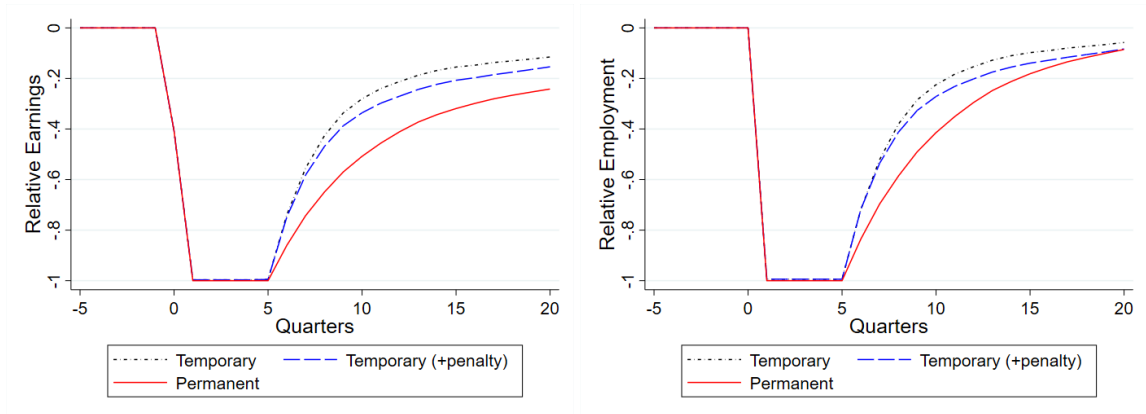 Relative Earnings
0
-.2
-.4
-.6
-.8
-1
-5 0 5 10 15 20
Quarters
Temporary Temporary (+penalty)
Permanent
Relative Employment
0
-.2
-.4
-.6
-.8
-1
-5 0 5 10 15 20
Quarters
Temporary Temporary (+penalty)
Permanent